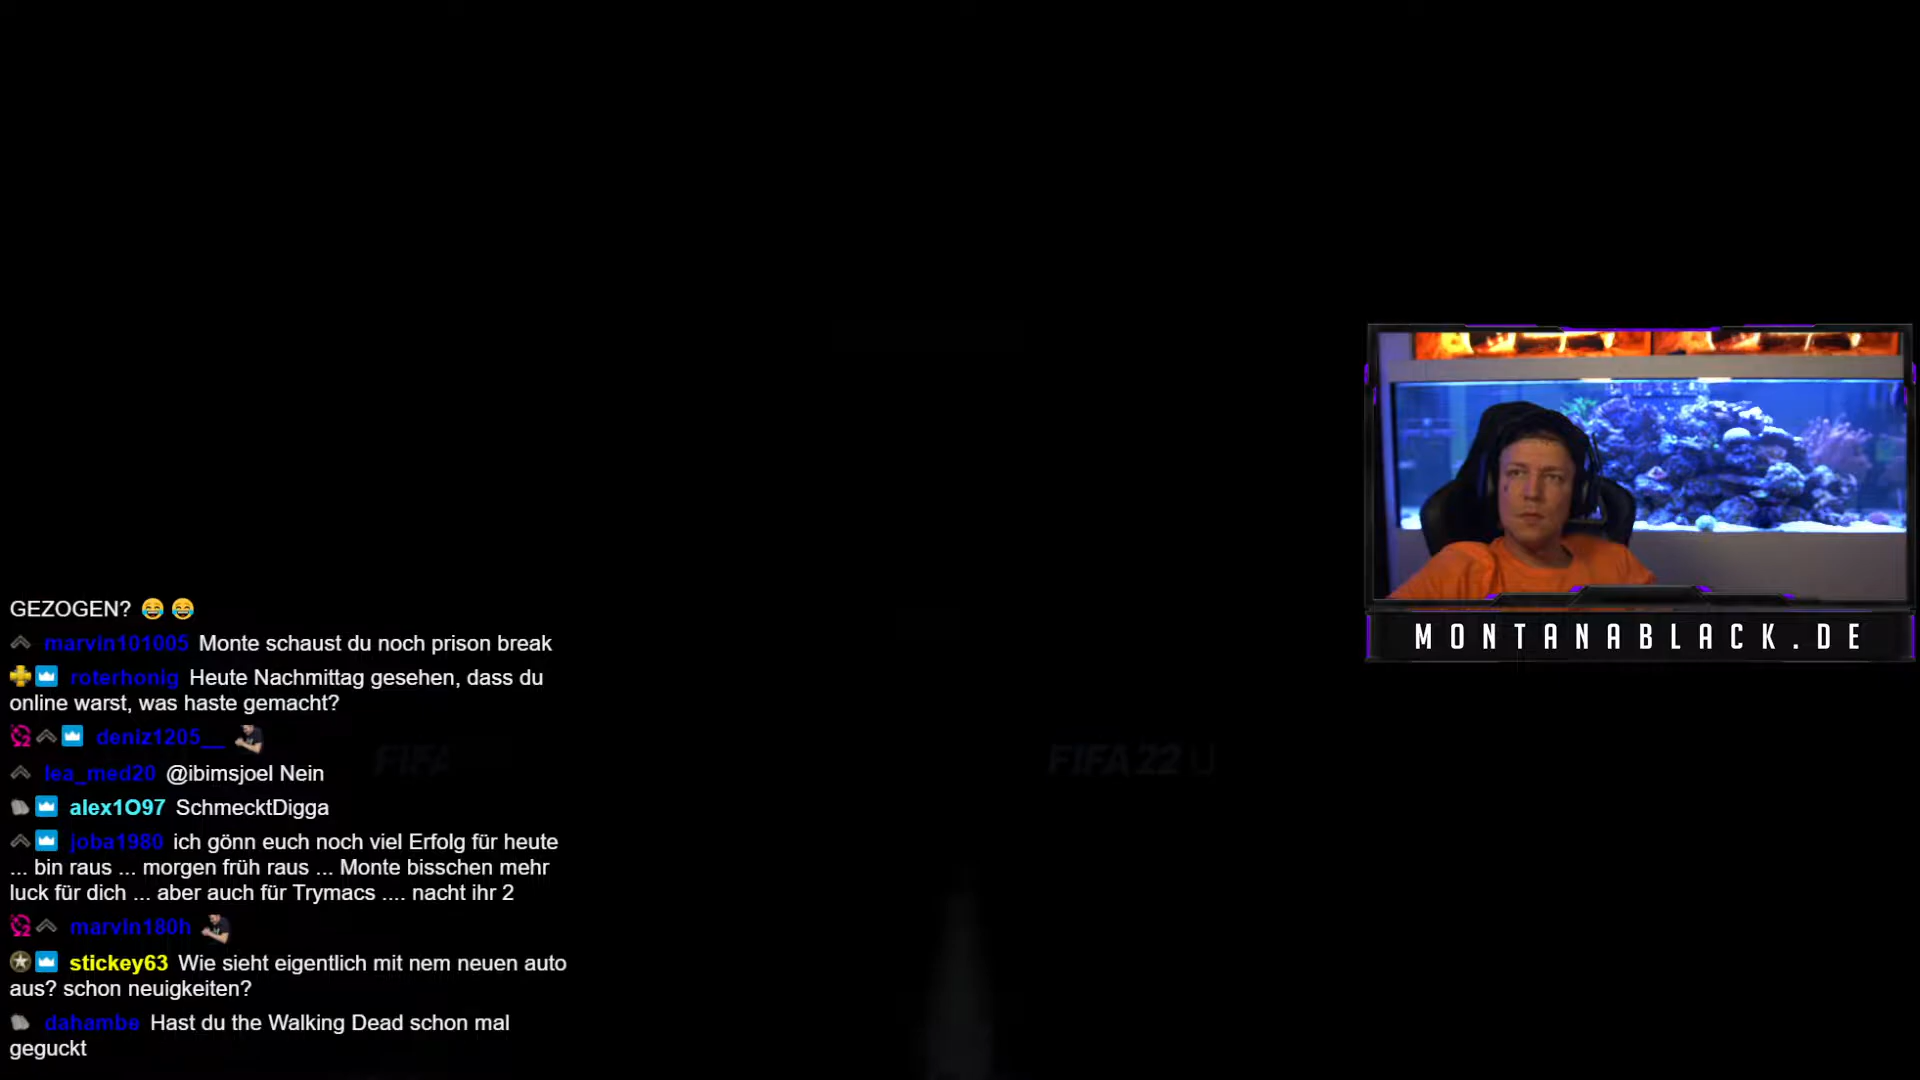 GEZOGEN? 😂 😂
marvin101005 Monte schaust du noch prison break
roterhonig Heute Nachmittag gesehen, dass du
online warst, was haste gemacht?
deniz1205__
lea_med20 @ibimsjoel Nein
alex1O97 SchmecktDigga
joba1980 ich gönn euch noch viel Erfolg für heute
... bin raus ... morgen früh raus ... Monte bisschen mehr
luck für dich ... aber auch für Trymacs .... nacht ihr 2
marvin180h
stickey63 Wie sieht eigentlich mit nem neuen auto
aus? schon neuigkeiten?
dahambe Hast du the Walking Dead schon mal
geguckt
FIFA
FIFA 22 U
MONTANABLACK.DE